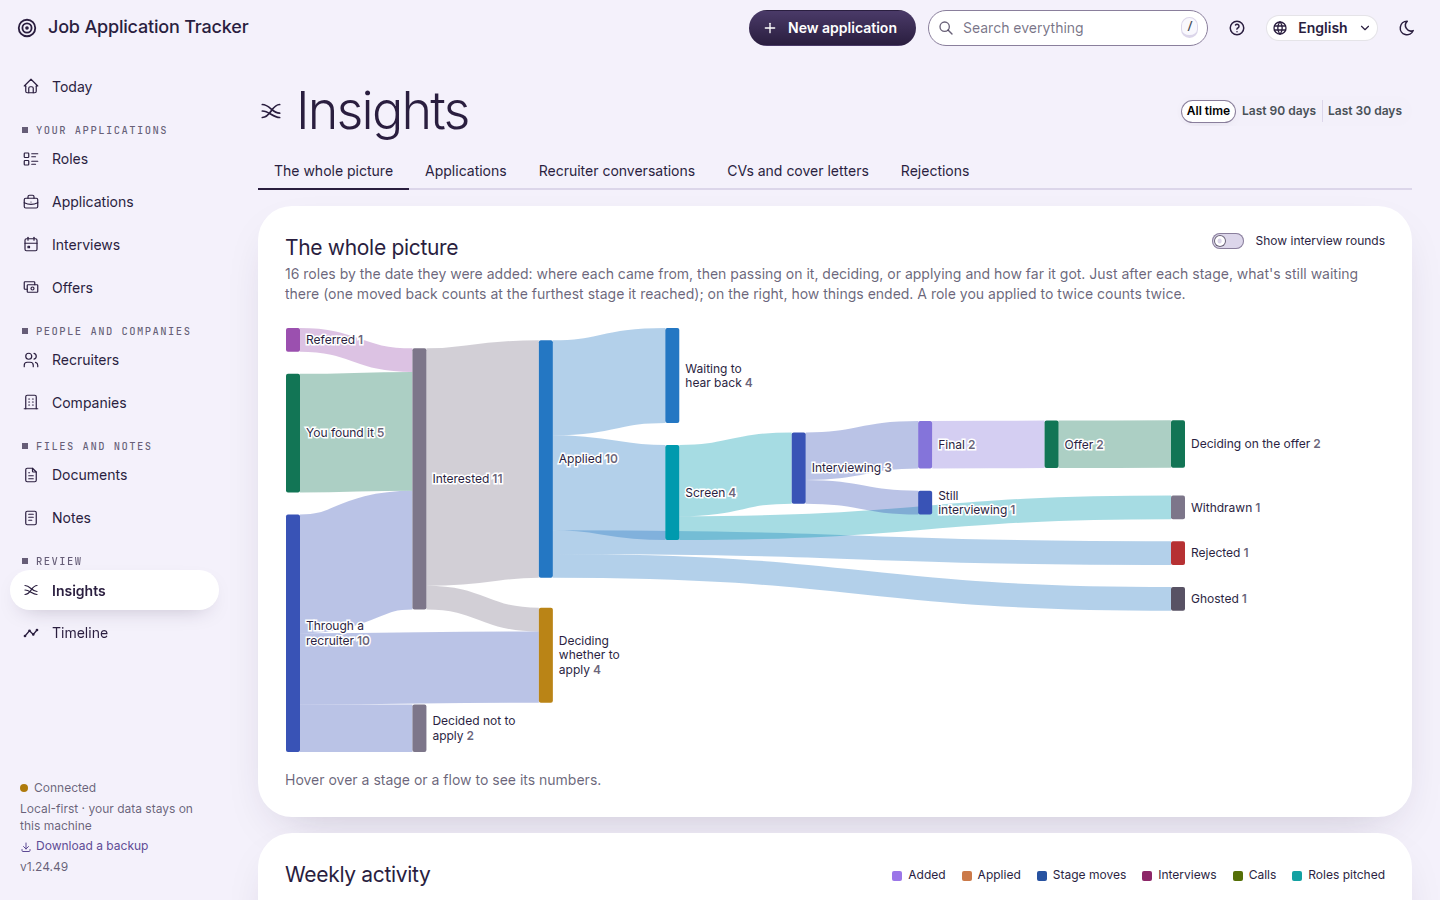 Job Application Tracker
New application
Search everything
/
English
Today
YOUR APPLICATIONS
Roles
Applications
Interviews
Offers
PEOPLE AND COMPANIES
Recruiters
Companies
FILES AND NOTES
Documents
Notes
REVIEW
Insights
Timeline
Connected
Local-first · your data stays on
this machine
Download a backup
v1.24.49
Insights
All time
Last 90 days
Last 30 days
The whole picture
Applications
Recruiter conversations
CVs and cover letters
Rejections
The whole picture
Show interview rounds
16 roles by the date they were added: where each came from, then passing on it, deciding, or applying and how far it got. Just after each stage, what's still waiting
there (one moved back counts at the furthest stage it reached); on the right, how things ended. A role you applied to twice counts twice.
Referred 1
You found it 5
Through a
recruiter 10
Interested 11
Decided not to
apply 2
Applied 10
Deciding
whether to
apply 4
Waiting to
hear back 4
Screen 4
Interviewing 3
Final 2
Still
interviewing 1
Offer 2
Deciding on the offer 2
Withdrawn 1
Rejected 1
Ghosted 1
Hover over a stage or a flow to see its numbers.
Weekly activity
Added
Applied
Stage moves
Interviews
Calls
Roles pitched